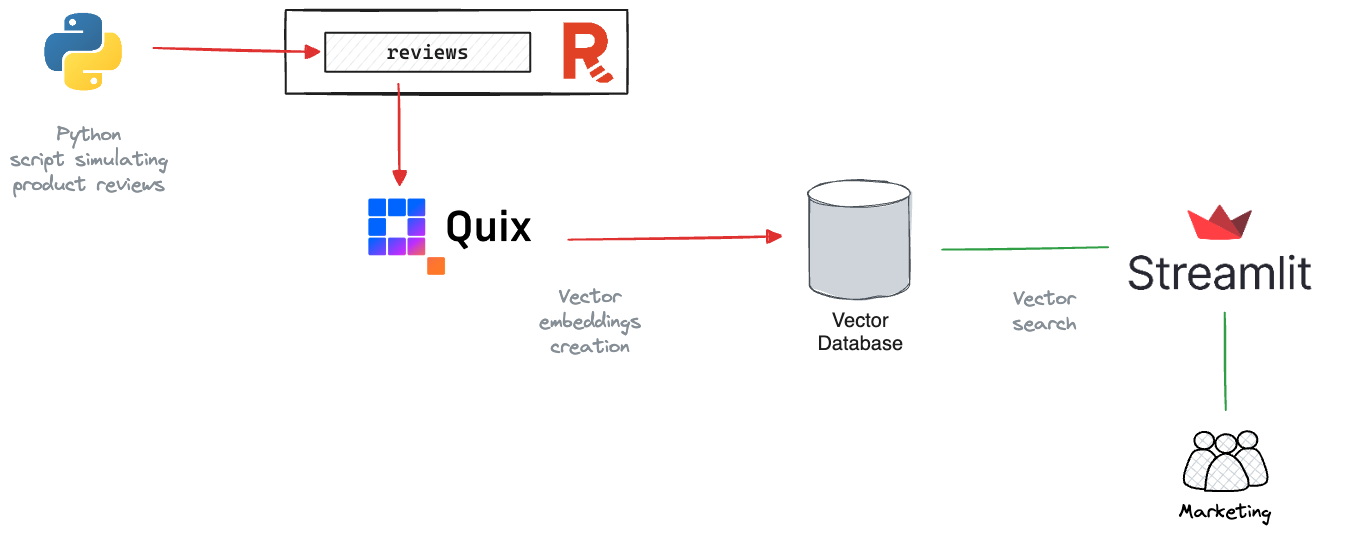 reviews
Python
script simulating
product reviews
Quix
Vector
embeddings
creation
Vector
Database
Vector
search
Streamlit
Marketing